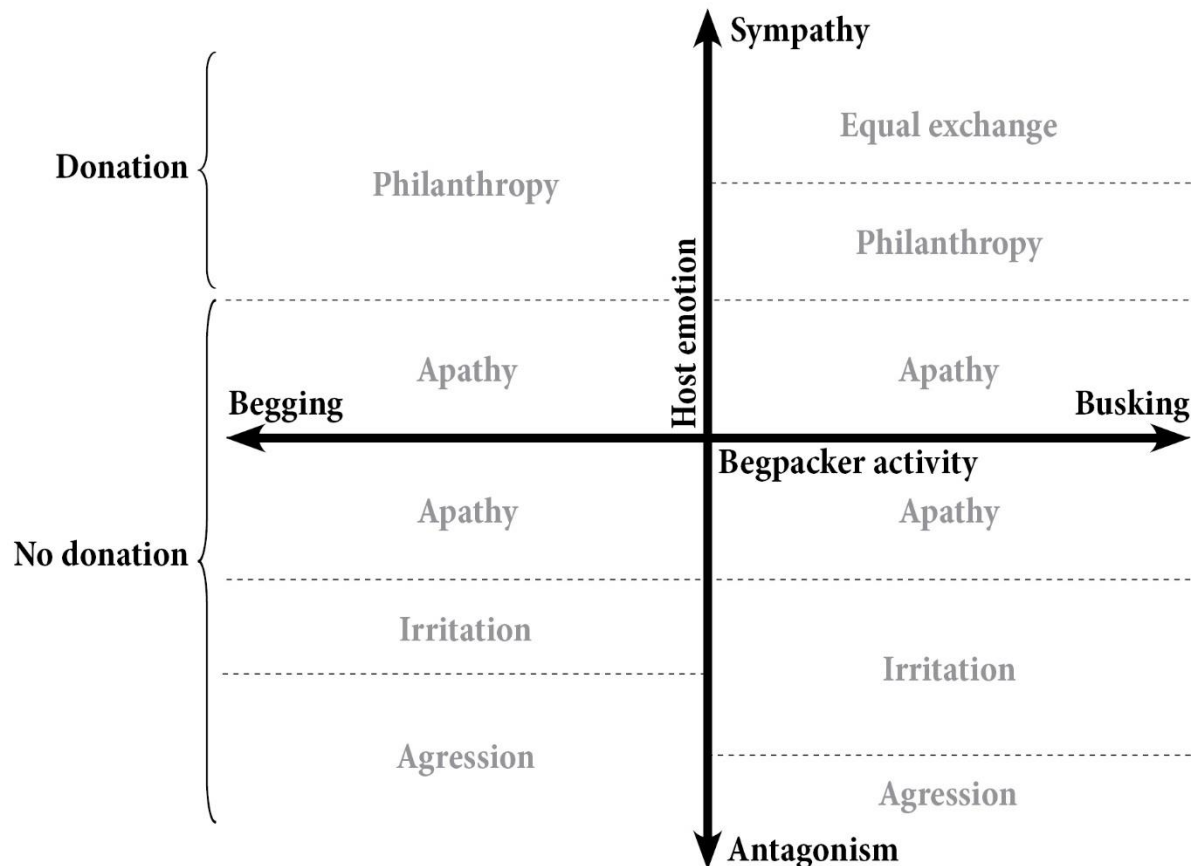 Sympathy
Equal exchange
Donation
Philanthropy
Philanthropy
Host emotion
Apathy
Apathy
Begging
Busking
Begpacker activity
Apathy
Apathy
No donation
Irritation
Irritation
Agression
Agression
Antagonism